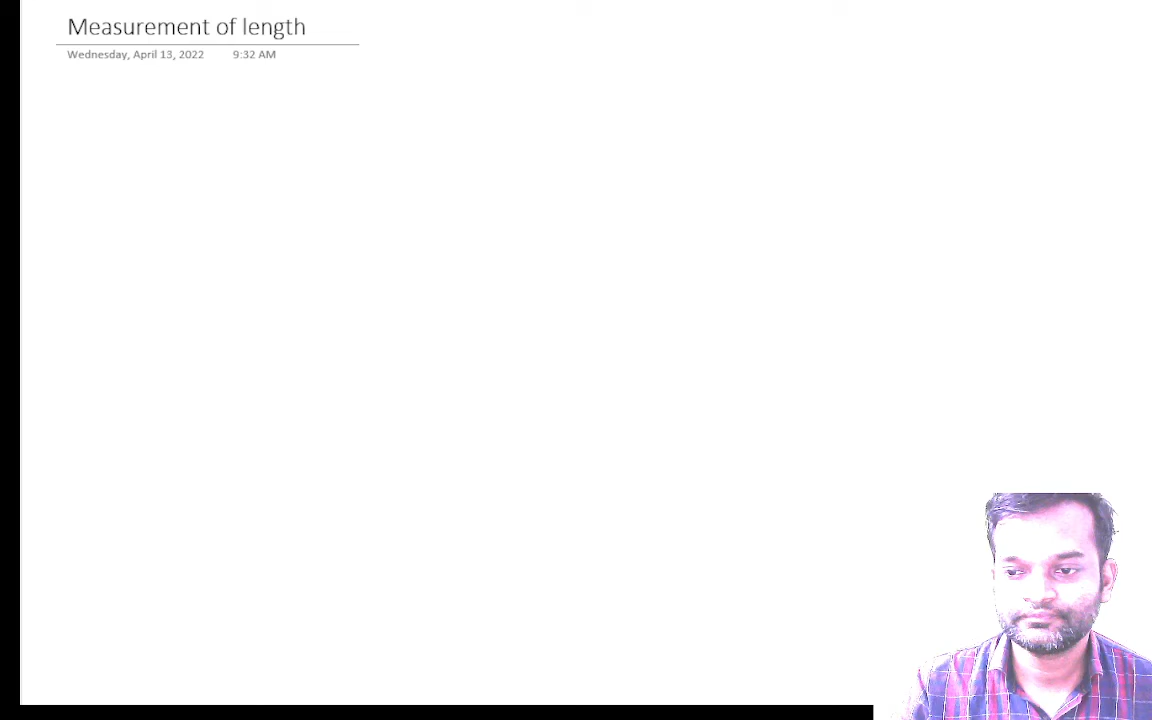 Measurement of length
Wednesday, April 13, 2022 9:32 AM